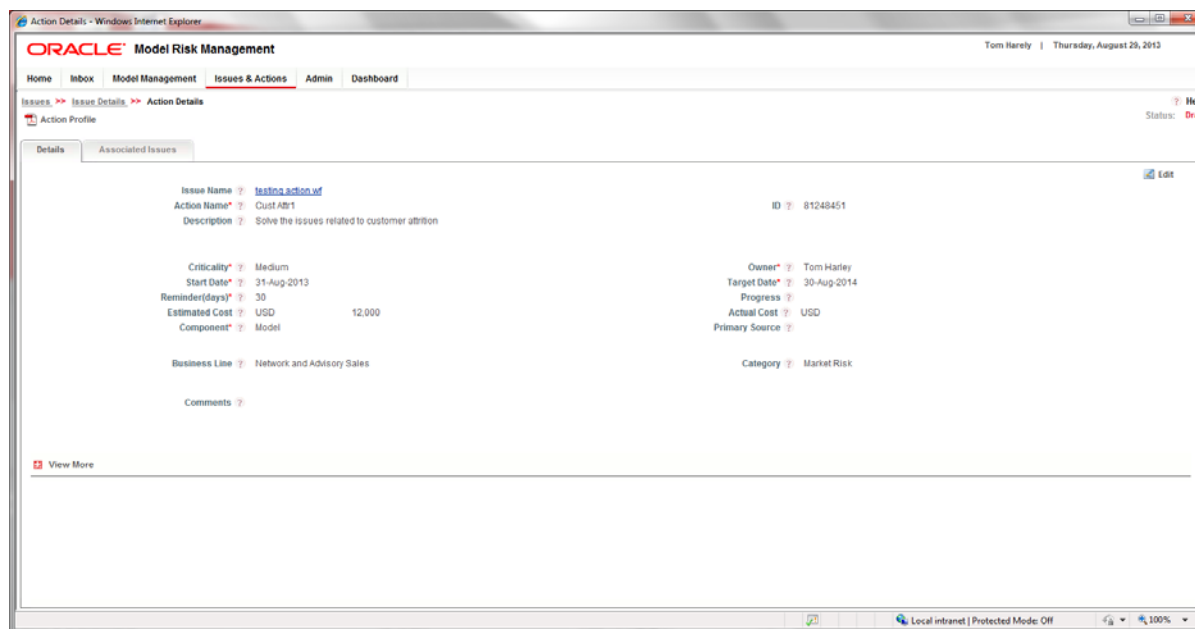 Action Details - Windows Internet Explorer
ORACLE Model Risk Management
Tom Harely | Thursday, August 29, 2013
Home Inbox Model Management Issues & Actions Admin Dashboard
Issues >> Issue Details >> Action Details
? He
Action Profile
Status: Dr
Details Associated Issues
Edit
Issue Name ? testing action wf
Action Name* ? Cust Attr1 ID ? 81248451
Description ? Solve the issues related to customer attrition
Criticality* ? Medium Owner* ? Tom Harley
Start Date* ? 31-Aug-2013 Target Date* ? 30-Aug-2014
Reminder(days)* ? 30 Progress ?
Estimated Cost ? USD 12,000 Actual Cost ? USD
Component* ? Model Primary Source ?
Business Line ? Network and Advisory Sales Category ? Market Risk
Comments ?
View More
Local intranet | Protected Mode: Off 100%